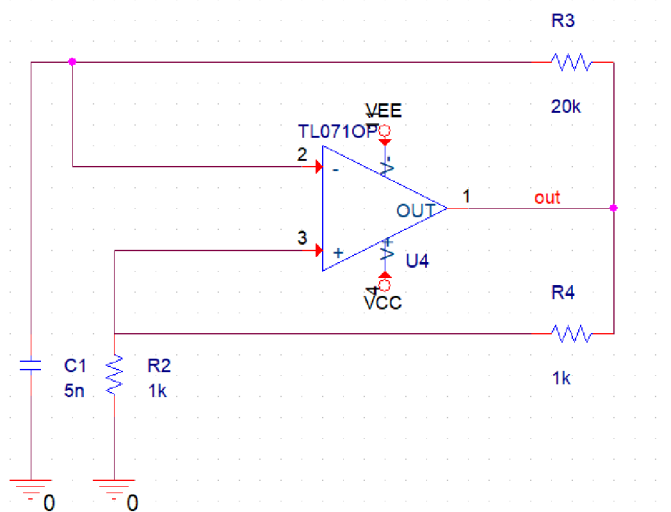 R3
20k
VEE
11
TL071OP
2
-
V-
OUT
1
out
3
+
V+
U4
4
VCC
R4
1k
C1
5n
R2
1k
0
0